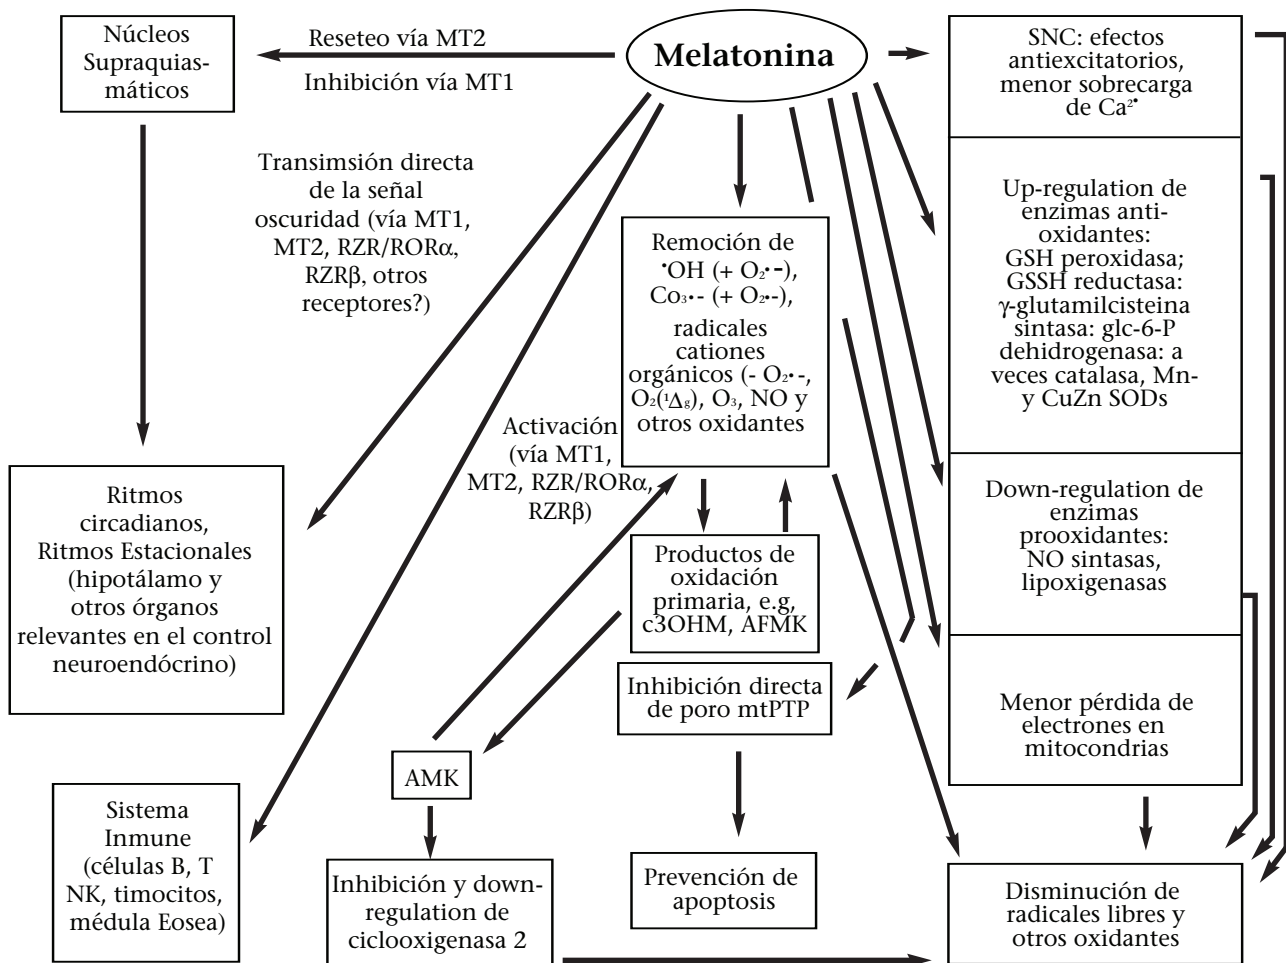 Núcleos
Supraquias-
máticos
Reseteo vía MT2
Inhibición vía MT1
Melatonina
SNC: efectos
antiexcitatorios,
menor sobrecarga
de Ca²•
Transimsión directa
de la señal
oscuridad (vía MT1,
MT2, RZR/RORα,
RZRβ, otros
receptores?)
Remoción de
•OH (+ O₂•-),
Co₃•- (+ O₂•-),
radicales
cationes
orgánicos (- O₂•-,
O₂(¹Δg), O₃, NO y
otros oxidantes
Up-regulation de
enzimas anti-
oxidantes:
GSH peroxidasa;
GSSH reductasa:
γ-glutamilcisteina
sintasa: glc-6-P
dehidrogenasa: a
veces catalasa, Mn-
y CuZn SODs
Activación
(vía MT1,
MT2, RZR/RORα,
RZRβ)
Ritmos
circadianos,
Ritmos Estacionales
(hipotálamo y
otros órganos
relevantes en el control
neuroendócrino)
Productos de
oxidación
primaria, e.g,
c3OHM, AFMK
Down-regulation de
enzimas
prooxidantes:
NO sintasas,
lipoxigenasas
Inhibición directa
de poro mtPTP
Menor pérdida de
electrones en
mitocondrias
AMK
Sistema
Inmune
(células B, T
NK, timocitos,
médula Eosea)
Inhibición y down-
regulation de
ciclooxigenasa 2
Prevención de
apoptosis
Disminución de
radicales libres y
otros oxidantes